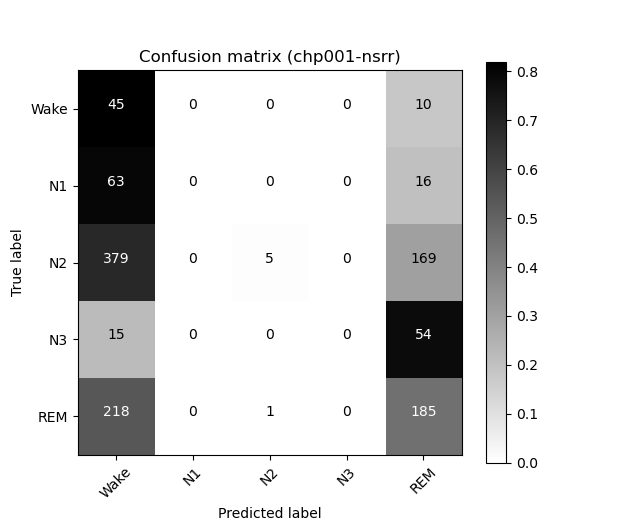 Confusion matrix (chp001-nsrr)
Wake 45 0 0 0 10
N1 63 0 0 0 16
N2 379 0 5 0 169
N3 15 0 0 0 54
REM 218 0 1 0 185
Wake N1 N2 N3 REM
Predicted label
True label
0.8
0.7
0.6
0.5
0.4
0.3
0.2
0.1
0.0